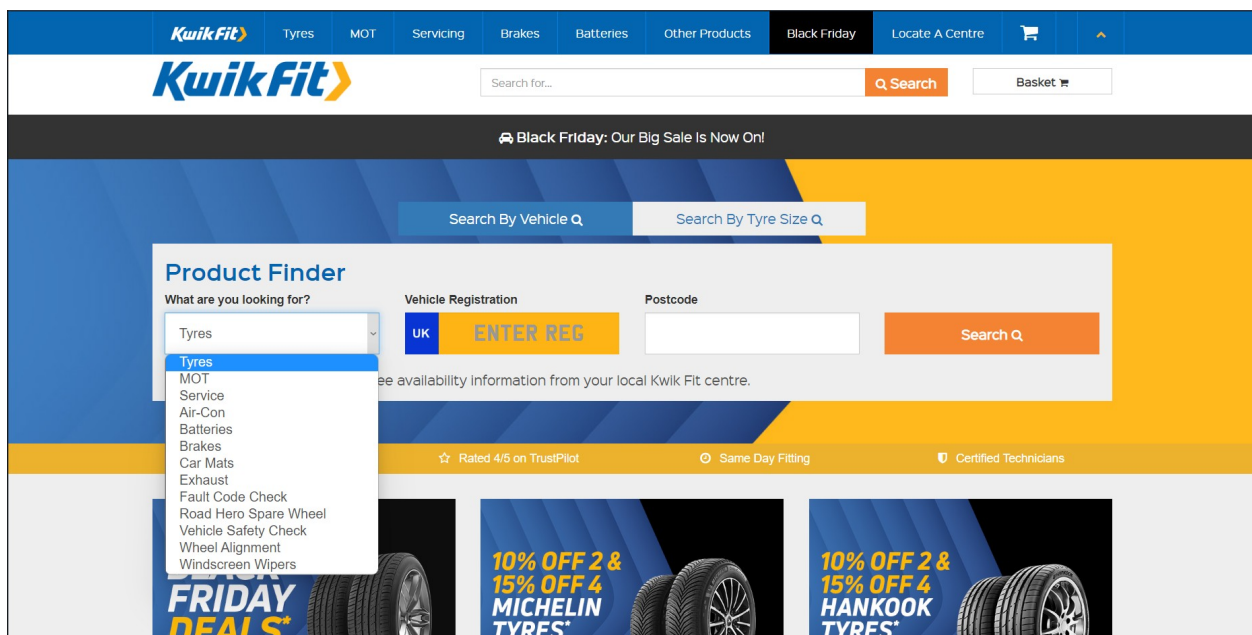 KwikFit Tyres MOT Servicing Brakes Batteries Other Products Black Friday Locate A Centre
KwikFit
Search for...
Search
Basket
Black Friday: Our Big Sale Is Now On!
Search By Vehicle
Search By Tyre Size
Product Finder
What are you looking for? Vehicle Registration Postcode
Tyres
UK ENTER REG
Search
Tyres
MOT
Service
Air-Con
Batteries
Brakes
Car Mats
Exhaust
Fault Code Check
Road Hero Spare Wheel
Vehicle Safety Check
Wheel Alignment
Windscreen Wipers
availability information from your local Kwik Fit centre.
Rated 4/5 on TrustPilot Same Day Fitting Certified Technicians
BLACK
FRIDAY
DEALS*
10% OFF 2 &
15% OFF 4
MICHELIN
TYRES*
10% OFF 2 &
15% OFF 4
HANKOOK
TYRES*